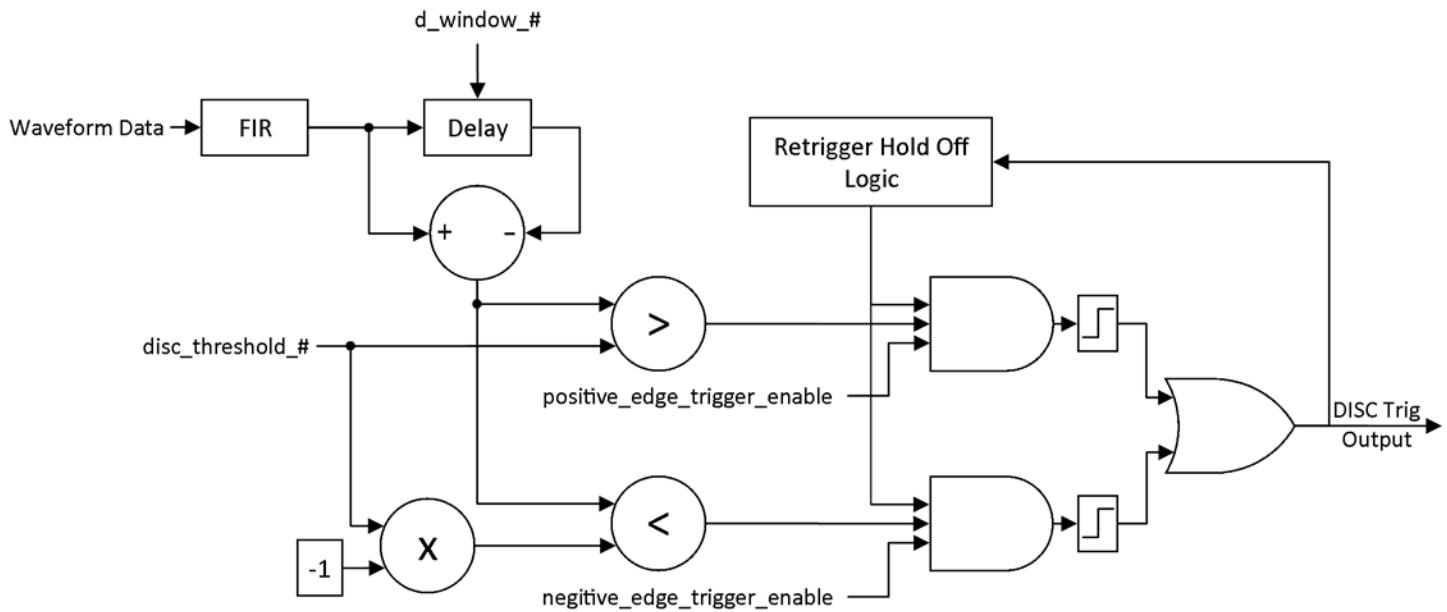 d_window_#
Waveform Data
FIR
Delay
Retrigger Hold Off
Logic
+
-
>
disc_threshold_#
positive_edge_trigger_enable
DISC Trig
Output
<
X
-1
negitive_edge_trigger_enable